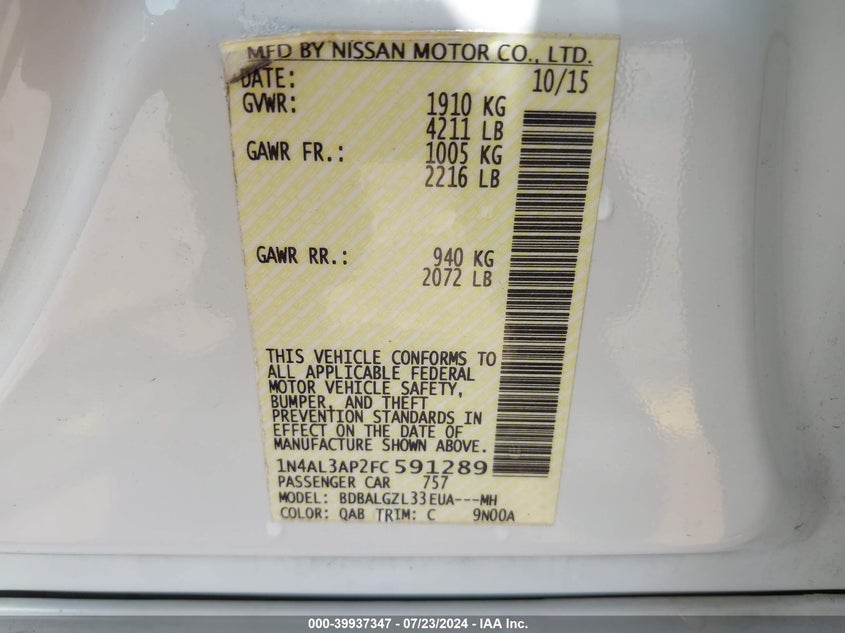 MFD BY NISSAN MOTOR CO., LTD.
DATE: 10/15
GVWR: 1910 KG
4211 LB
GAWR FR.: 1005 KG
2216 LB
GAWR RR.: 940 KG
2072 LB
THIS VEHICLE CONFORMS TO
ALL APPLICABLE FEDERAL
MOTOR VEHICLE SAFETY,
BUMPER, AND THEFT
PREVENTION STANDARDS IN
EFFECT ON THE DATE OF
MANUFACTURE SHOWN ABOVE.
1N4AL3AP2FC591289
PASSENGER CAR 757
MODEL: BDBALGZL33EUA---MH
COLOR: QAB TRIM: C 9N00A
000-39937347 / 07/23/2024 - IAA Inc.